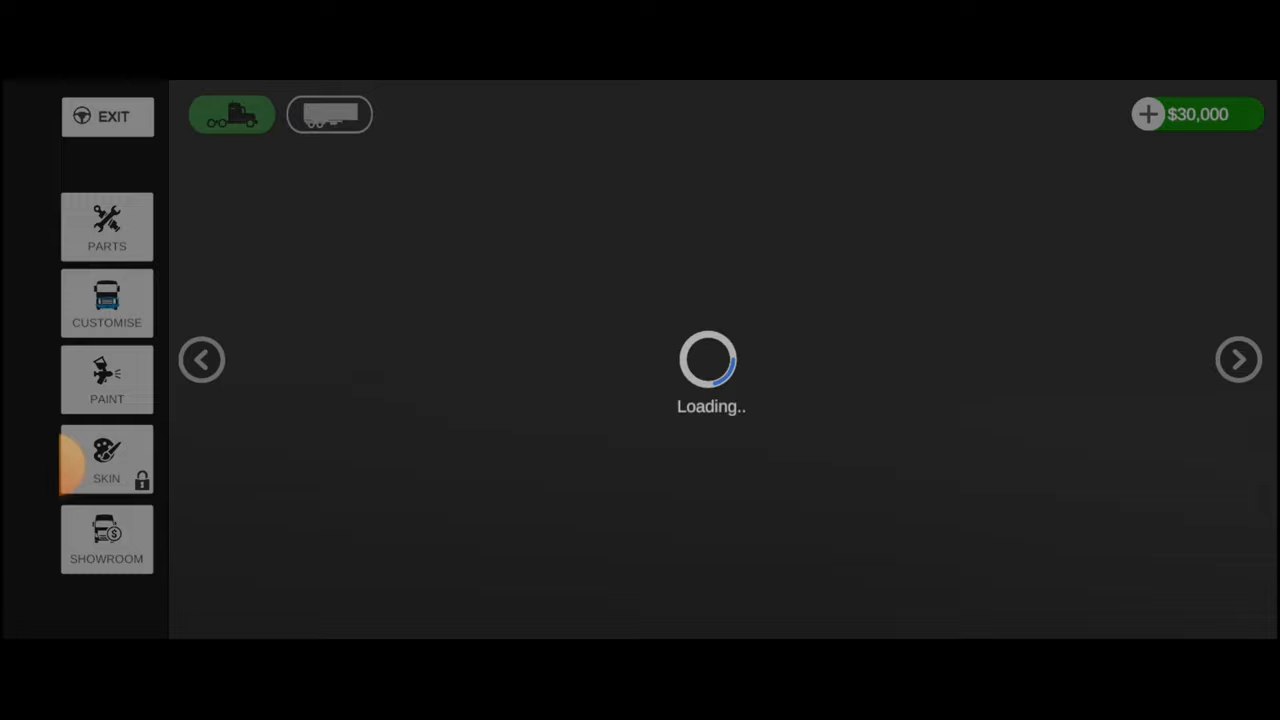 EXIT
$30,000
PARTS
CUSTOMISE
PAINT
SKIN
SHOWROOM
Loading..